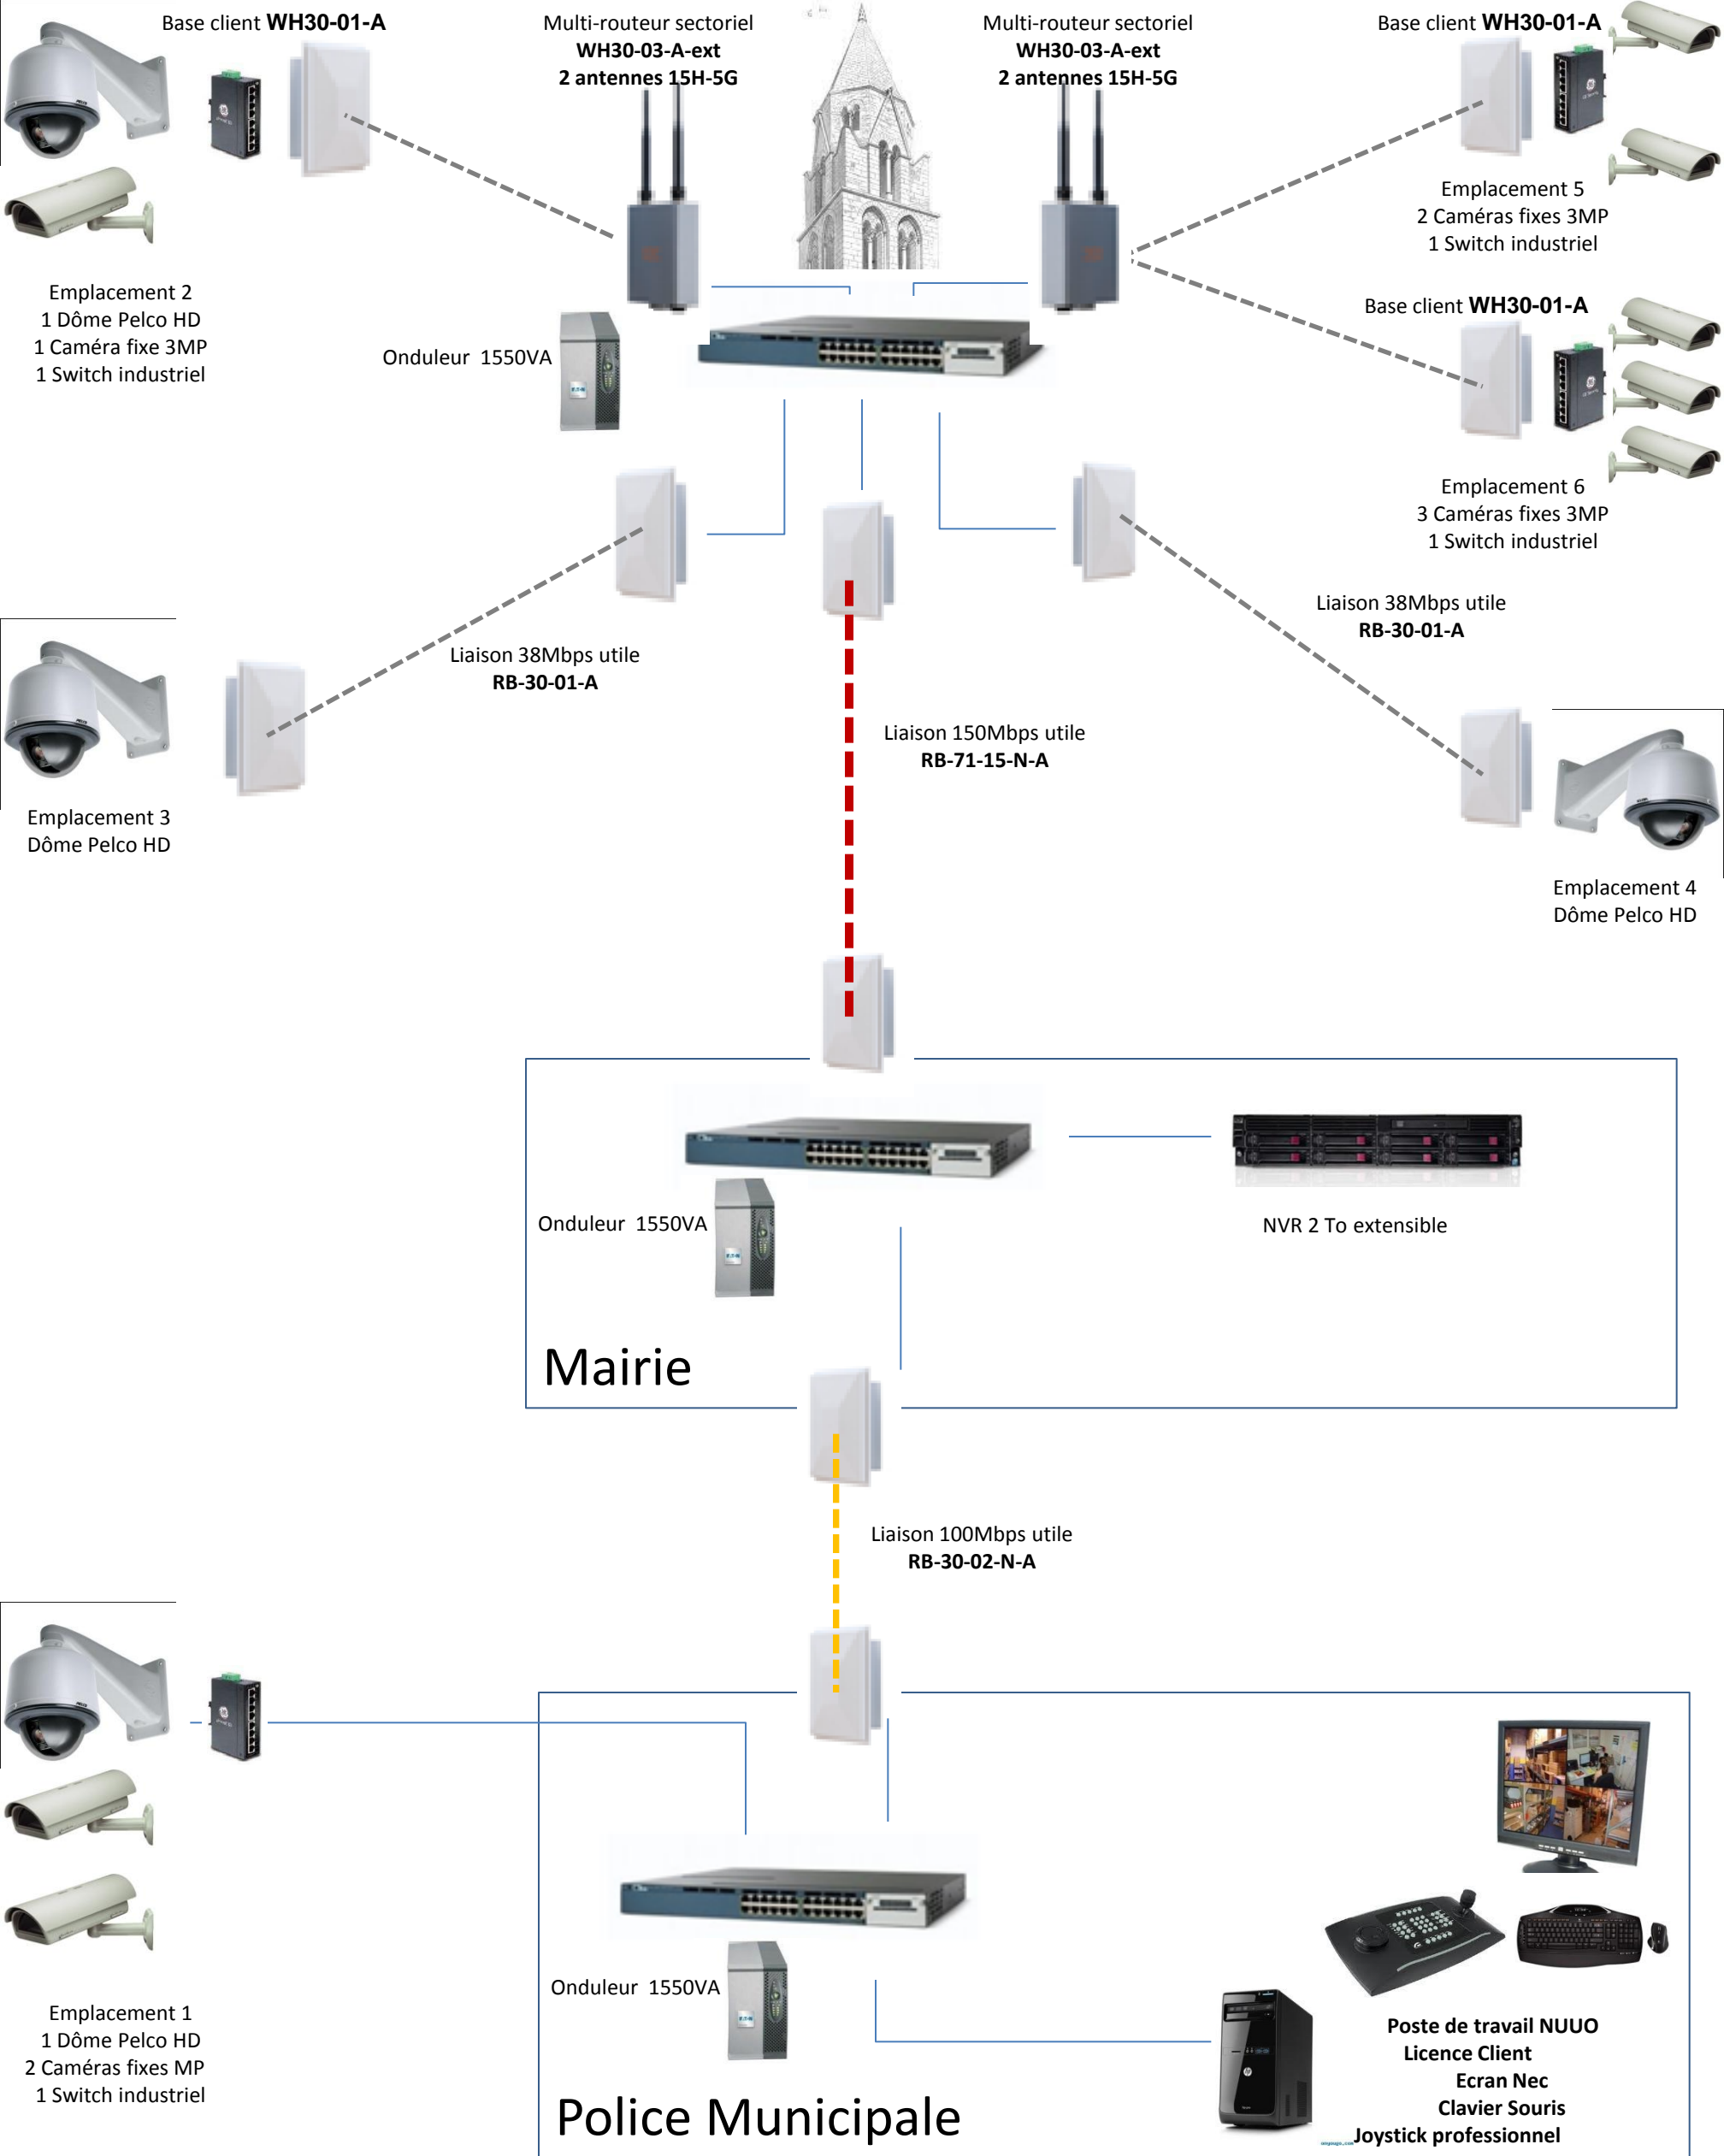 Base client WH30-01-A
Multi-routeur sectoriel
WH30-03-A-ext
2 antennes 15H-5G
Multi-routeur sectoriel
WH30-03-A-ext
2 antennes 15H-5G
Base client WH30-01-A
Emplacement 5
2 Caméras fixes 3MP
1 Switch industriel
Emplacement 2
1 Dôme Pelco HD
1 Caméra fixe 3MP
1 Switch industriel
Onduleur 1550VA
Base client WH30-01-A
Emplacement 6
3 Caméras fixes 3MP
1 Switch industriel
Liaison 38Mbps utile
RB-30-01-A
Liaison 38Mbps utile
RB-30-01-A
Liaison 150Mbps utile
RB-71-15-N-A
Emplacement 3
Dôme Pelco HD
Emplacement 4
Dôme Pelco HD
Onduleur 1550VA
NVR 2 To extensible
Mairie
Liaison 100Mbps utile
RB-30-02-N-A
Emplacement 1
1 Dôme Pelco HD
2 Caméras fixes MP
1 Switch industriel
Onduleur 1550VA
Poste de travail NUUO
Licence Client
Ecran Nec
Clavier Souris
Joystick professionnel
Police Municipale